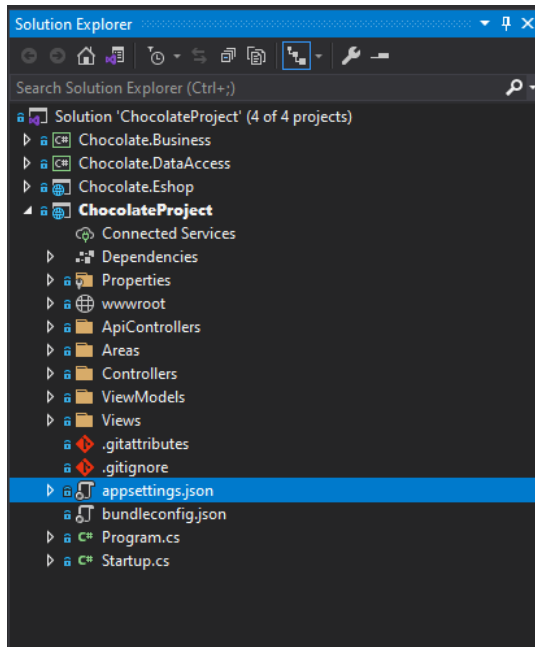 Solution Explorer
Search Solution Explorer (Ctrl+;)
Solution 'ChocolateProject' (4 of 4 projects)
C# Chocolate.Business
C# Chocolate.DataAccess
Chocolate.Eshop
ChocolateProject
Connected Services
Dependencies
Properties
wwwroot
ApiControllers
Areas
Controllers
ViewModels
Views
.gitattributes
.gitignore
appsettings.json
bundleconfig.json
C# Program.cs
C# Startup.cs